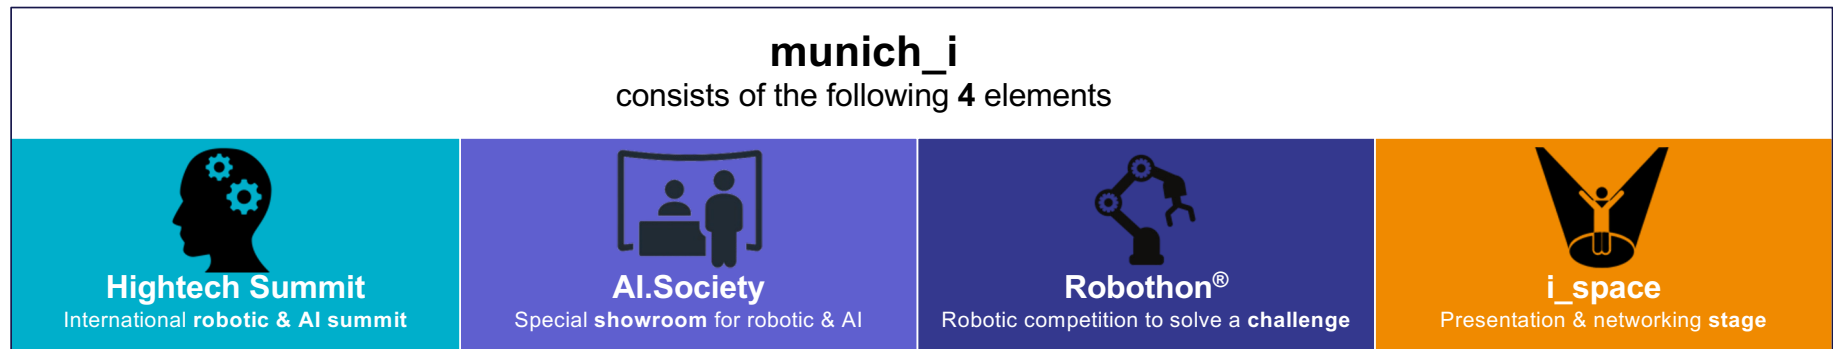 munich_i
consists of the following 4 elements
Hightech Summit
International robotic & AI summit
AI.Society
Special showroom for robotic & AI
Robothon®
Robotic competition to solve a challenge
i_space
Presentation & networking stage